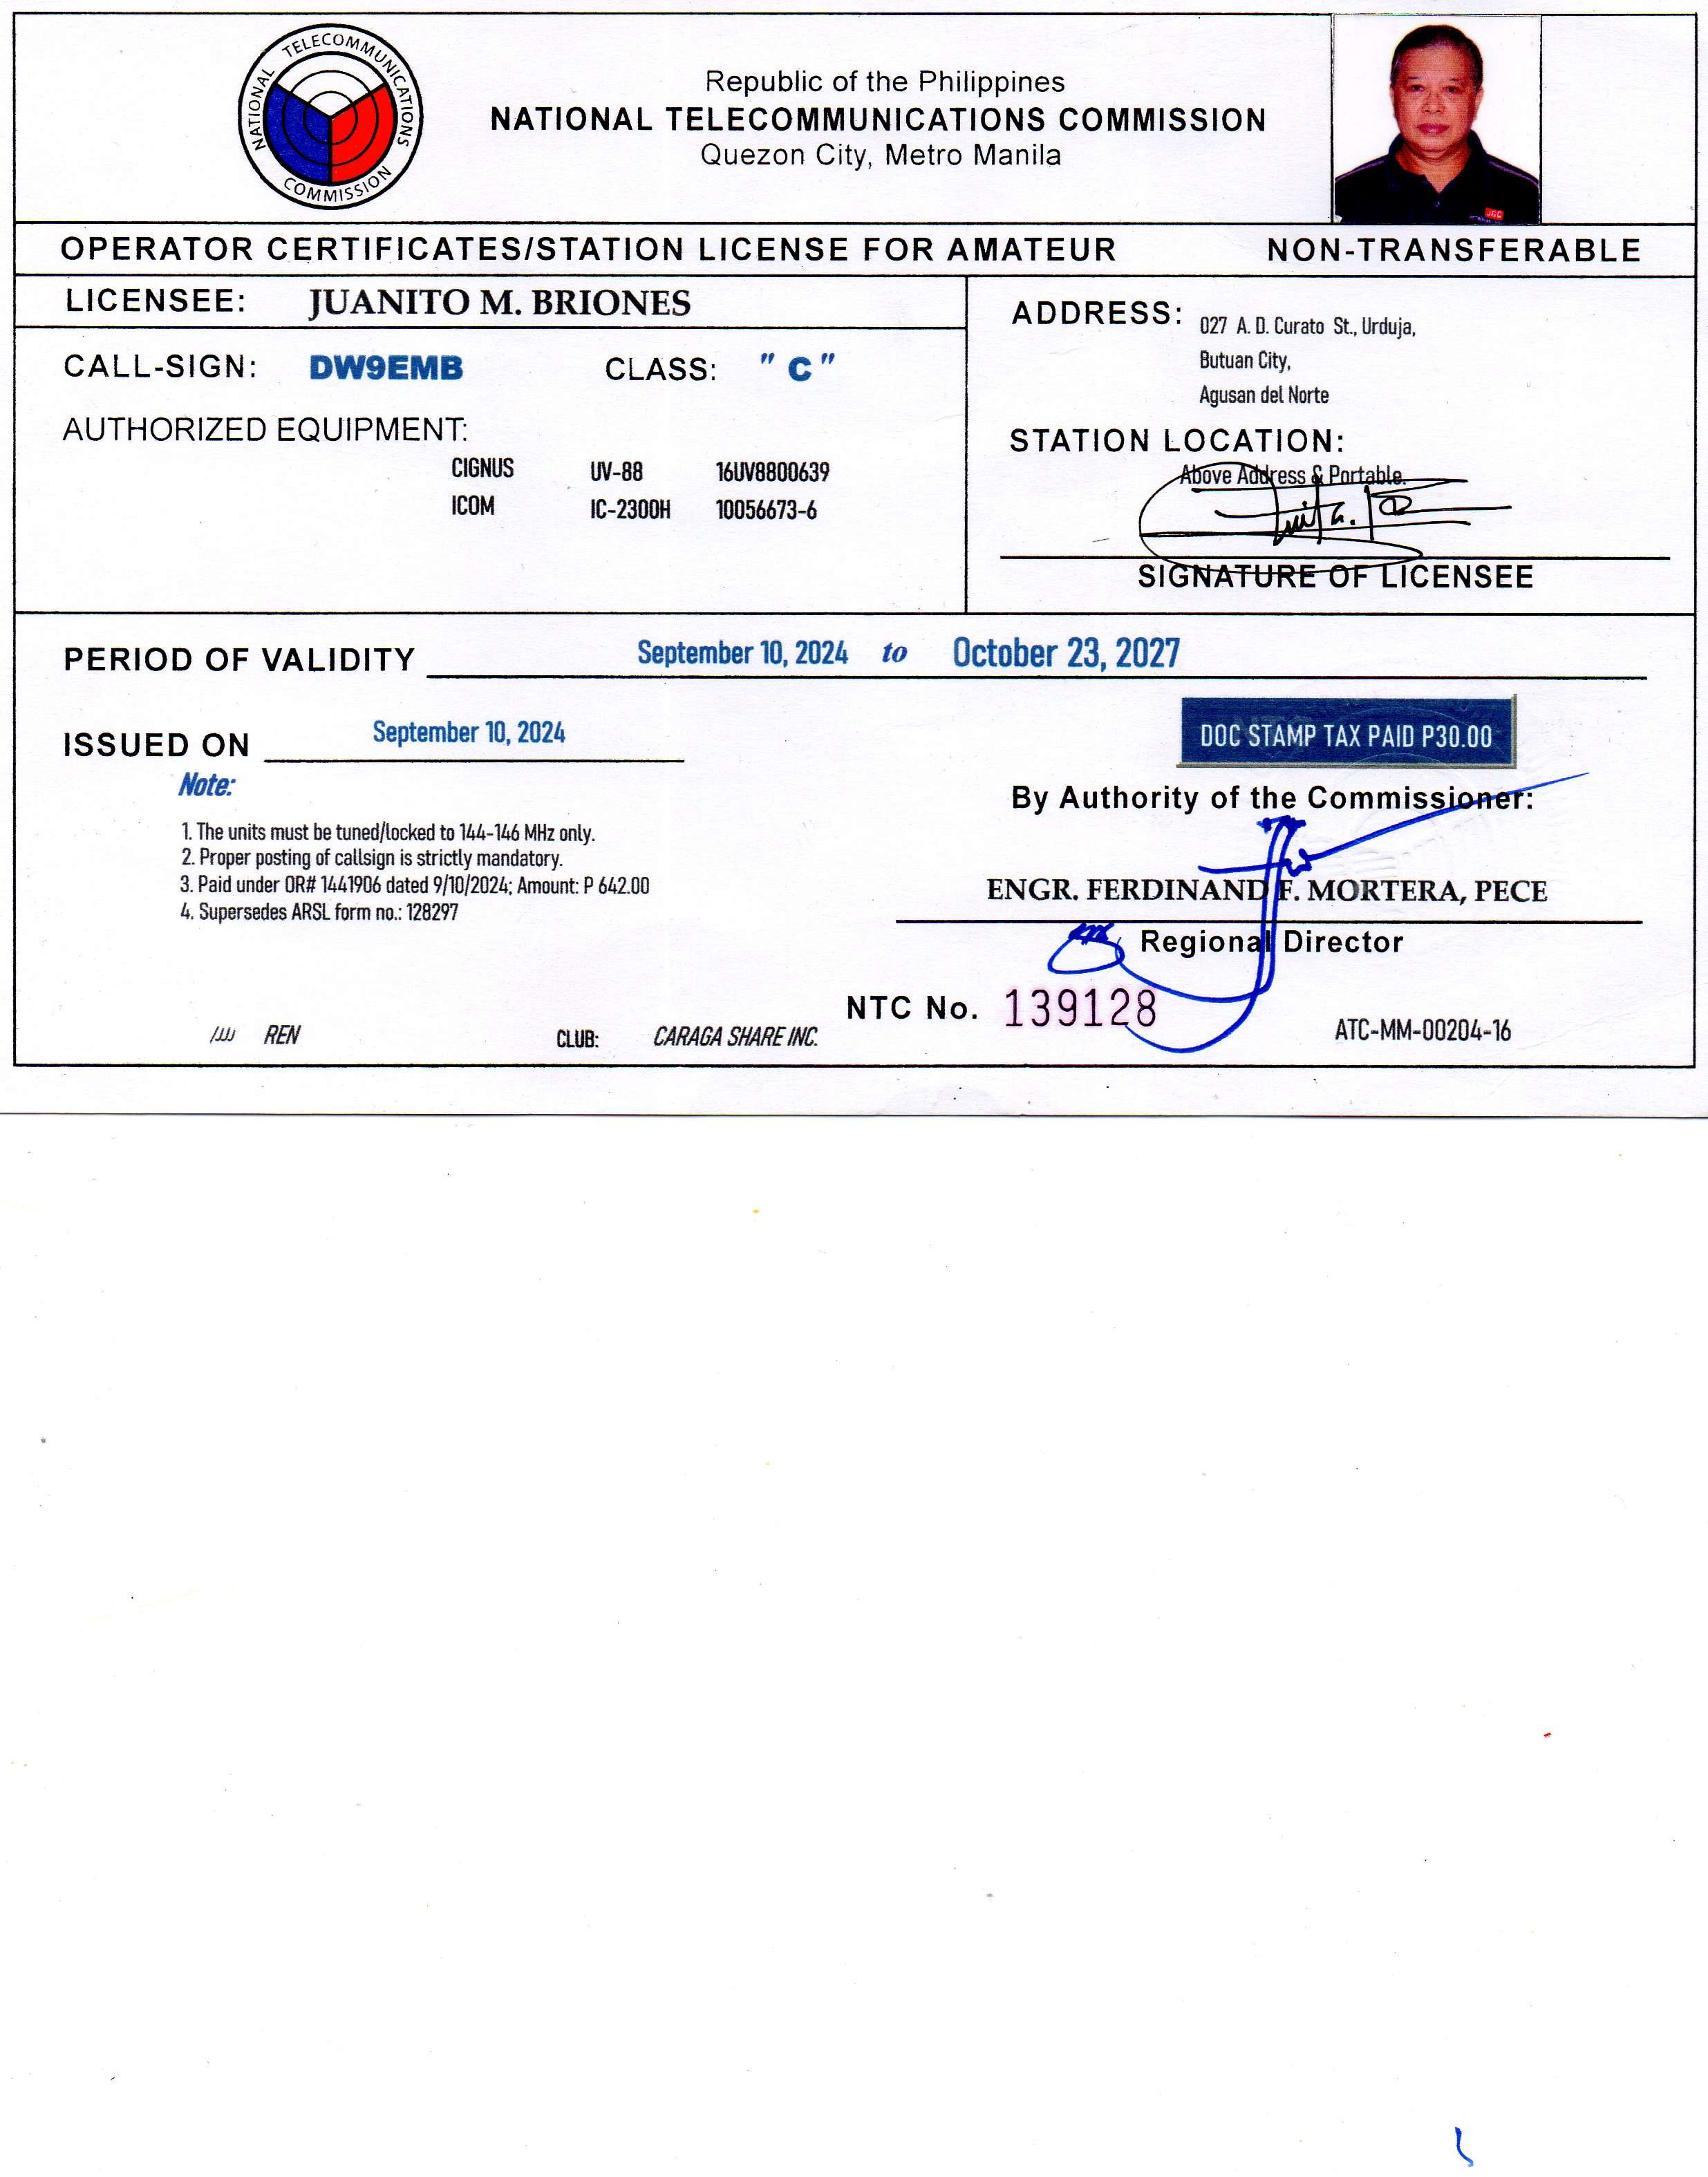 NATIONAL TELECOMMUNICATIONS COMMISSION
Republic of the Philippines
NATIONAL TELECOMMUNICATIONS COMMISSION
Quezon City, Metro Manila
OPERATOR CERTIFICATES/STATION LICENSE FOR AMATEUR NON-TRANSFERABLE
LICENSEE: JUANITO M. BRIONES
CALL-SIGN: DW9EMB CLASS: "C"
AUTHORIZED EQUIPMENT:
CIGNUS UV-88 16UV8800639
ICOM IC-2300H 10056673-6
ADDRESS: 027 A. D. Curato St., Urduja,
Butuan City,
Agusan del Norte
STATION LOCATION:
Above Address & Portable.
SIGNATURE OF LICENSEE
PERIOD OF VALIDITY September 10, 2024 to October 23, 2027
ISSUED ON September 10, 2024
DOC STAMP TAX PAID P30.00
Note:
1. The units must be tuned/locked to 144-146 MHz only.
2. Proper posting of callsign is strictly mandatory.
3. Paid under OR# 1441906 dated 9/10/2024; Amount: P 642.00
4. Supersedes ARSL form no.: 128297
By Authority of the Commissioner:
ENGR. FERDINAND F. MORTERA, PECE
Regional Director
NTC No. 139128
REN CLUB: CARAGA SHARE INC. ATC-MM-00204-16